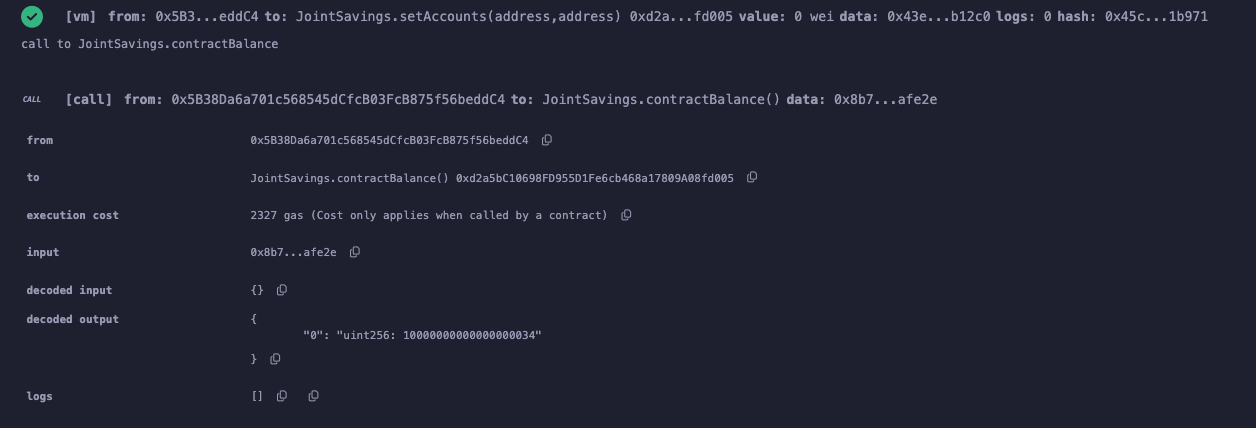 [vm] from: 0x5B3...eddC4 to: JointSavings.setAccounts(address,address) 0xd2a...fd005 value: 0 wei data: 0x43e...b12c0 logs: 0 hash: 0x45c...1b971
call to JointSavings.contractBalance
CALL [call] from: 0x5B38Da6a701c568545dCfcB03FcB875f56beddC4 to: JointSavings.contractBalance() data: 0x8b7...afe2e
from 0x5B38Da6a701c568545dCfcB03FcB875f56beddC4
to JointSavings.contractBalance() 0xd2a5bC10698FD955D1Fe6cb468a17809A08fd005
execution cost 2327 gas (Cost only applies when called by a contract)
input 0x8b7...afe2e
decoded input {}
decoded output {
"0": "uint256: 10000000000000000034"
}
logs []